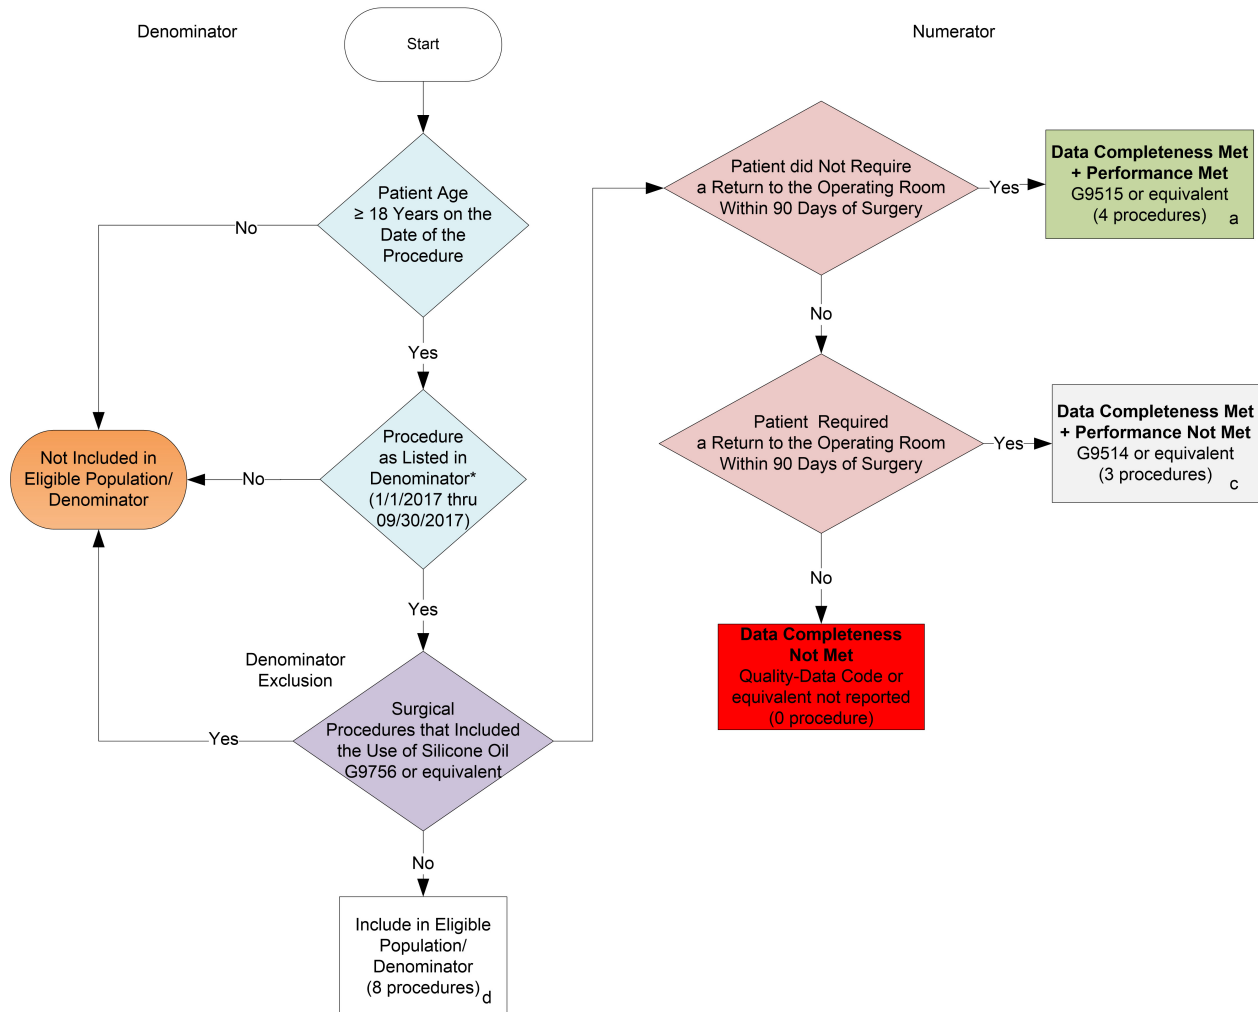 Denominator
Start
Numerator
Patient Age
≥ 18 Years on the
Date of the
Procedure
No
Yes
Procedure
as Listed in
Denominator*
(1/1/2017 thru
09/30/2017)
No
Not Included in
Eligible Population/
Denominator
Yes
Denominator
Exclusion
Surgical
Procedures that Included
the Use of Silicone Oil
G9756 or equivalent
Yes
No
Include in Eligible
Population/
Denominator
(8 procedures)
d
Patient did Not Require
a Return to the Operating Room
Within 90 Days of Surgery
Yes
Data Completeness Met
+ Performance Met
G9515 or equivalent
(4 procedures)
a
No
Patient Required
a Return to the Operating Room
Within 90 Days of Surgery
Yes
Data Completeness Met
+ Performance Not Met
G9514 or equivalent
(3 procedures)
c
No
Data Completeness
Not Met
Quality-Data Code or
equivalent not reported
(0 procedure)